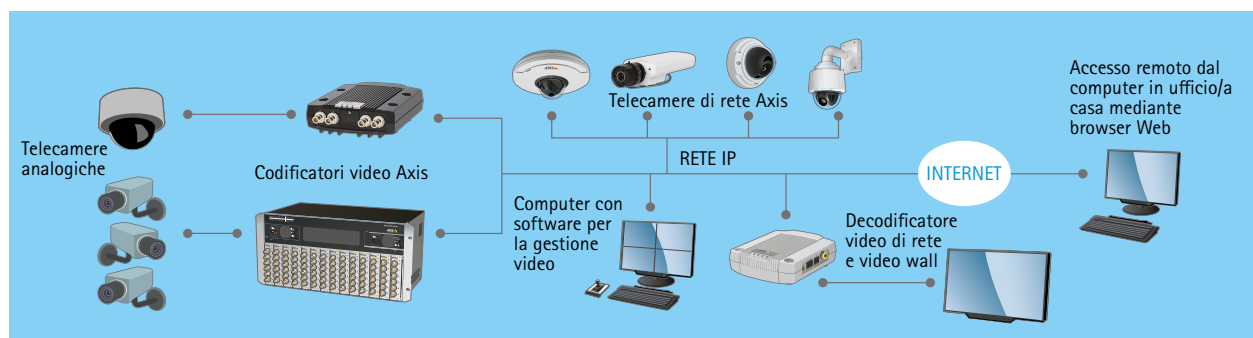 Telecamere
analogiche
Codificatori video Axis
Telecamere di rete Axis
RETE IP
Computer con
software per
la gestione
video
Decodificatore
video di rete
e video wall
INTERNET
Accesso remoto dal
computer in ufficio/a
casa mediante
browser Web